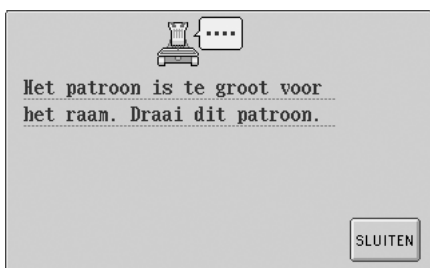 Het patroon is te groot voor
het raam. Draai dit patroon.
SLUITEN